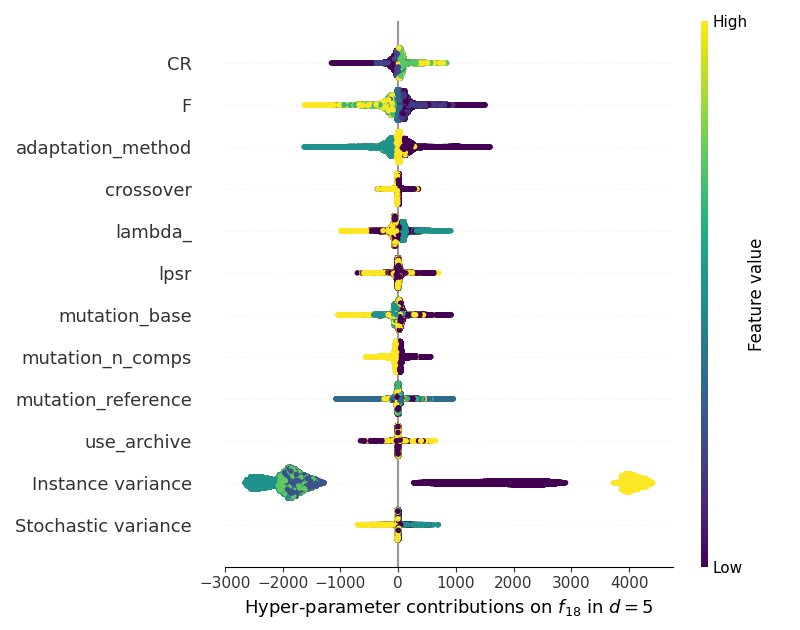 High
CR
F
adaptation_method
crossover
lambda_
lpsr
mutation_base
mutation_n_comps
mutation_reference
use_archive
Instance variance
Stochastic variance
Feature value
Low
−3000 −2000 −1000 0 1000 2000 3000 4000
Hyper-parameter contributions on $f_{18}$ in $d = 5$